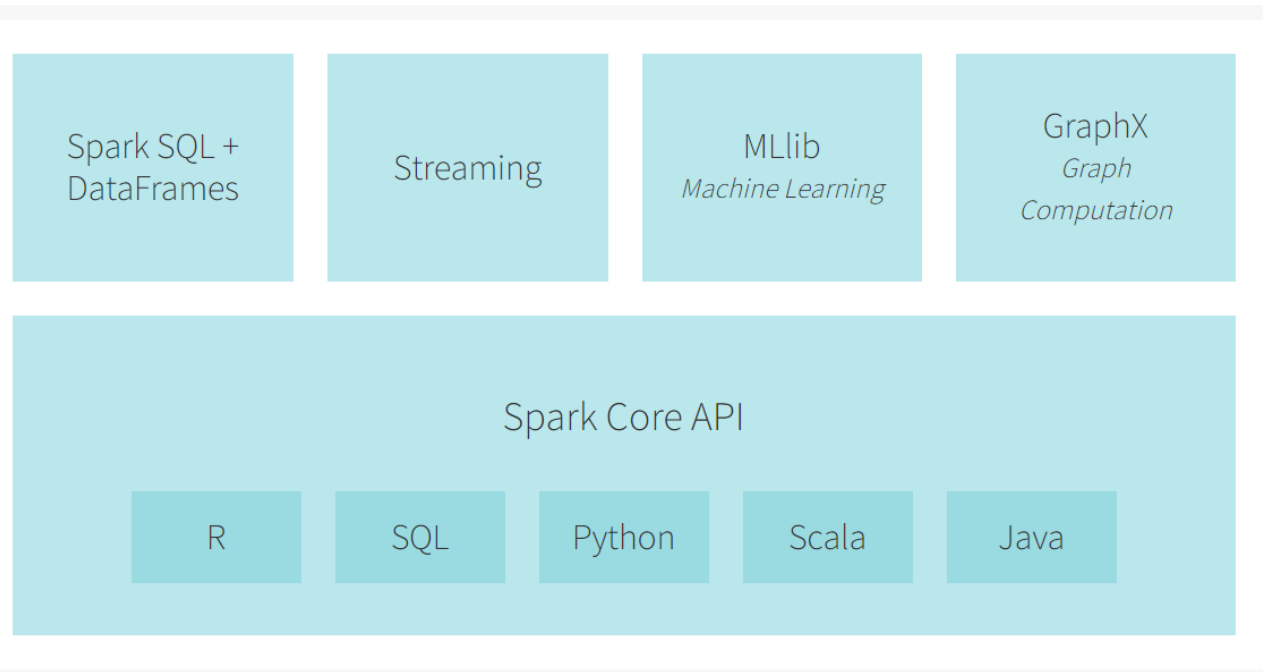 Spark SQL +
DataFrames
Streaming
MLlib
Machine Learning
GraphX
Graph
Computation
Spark Core API
R
SQL
Python
Scala
Java